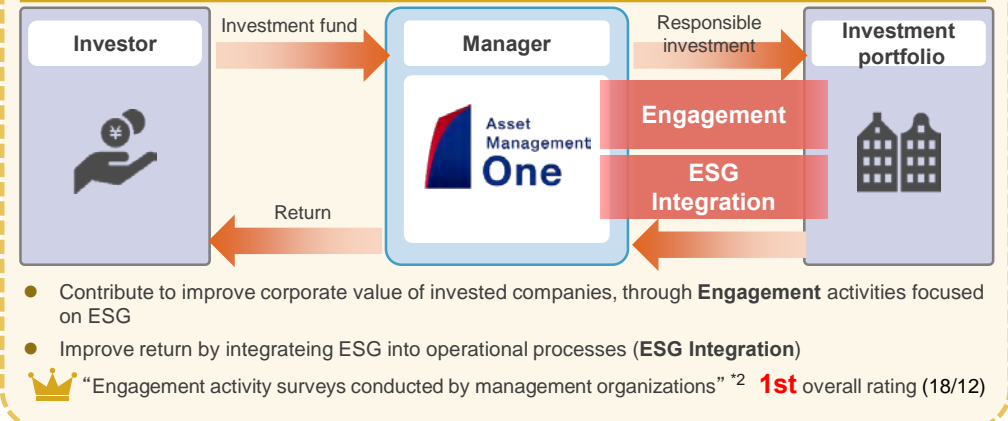 Investor
Investment fund
Manager
Responsible
investment
Investment
portfolio
¥
Asset
Management
One
Engagement
ESG
Integration
Return
● Contribute to improve corporate value of invested companies, through Engagement activities focused
on ESG
● Improve return by integrateing ESG into operational processes (ESG Integration)
“Engagement activity surveys conducted by management organizations” *2 1st overall rating (18/12)